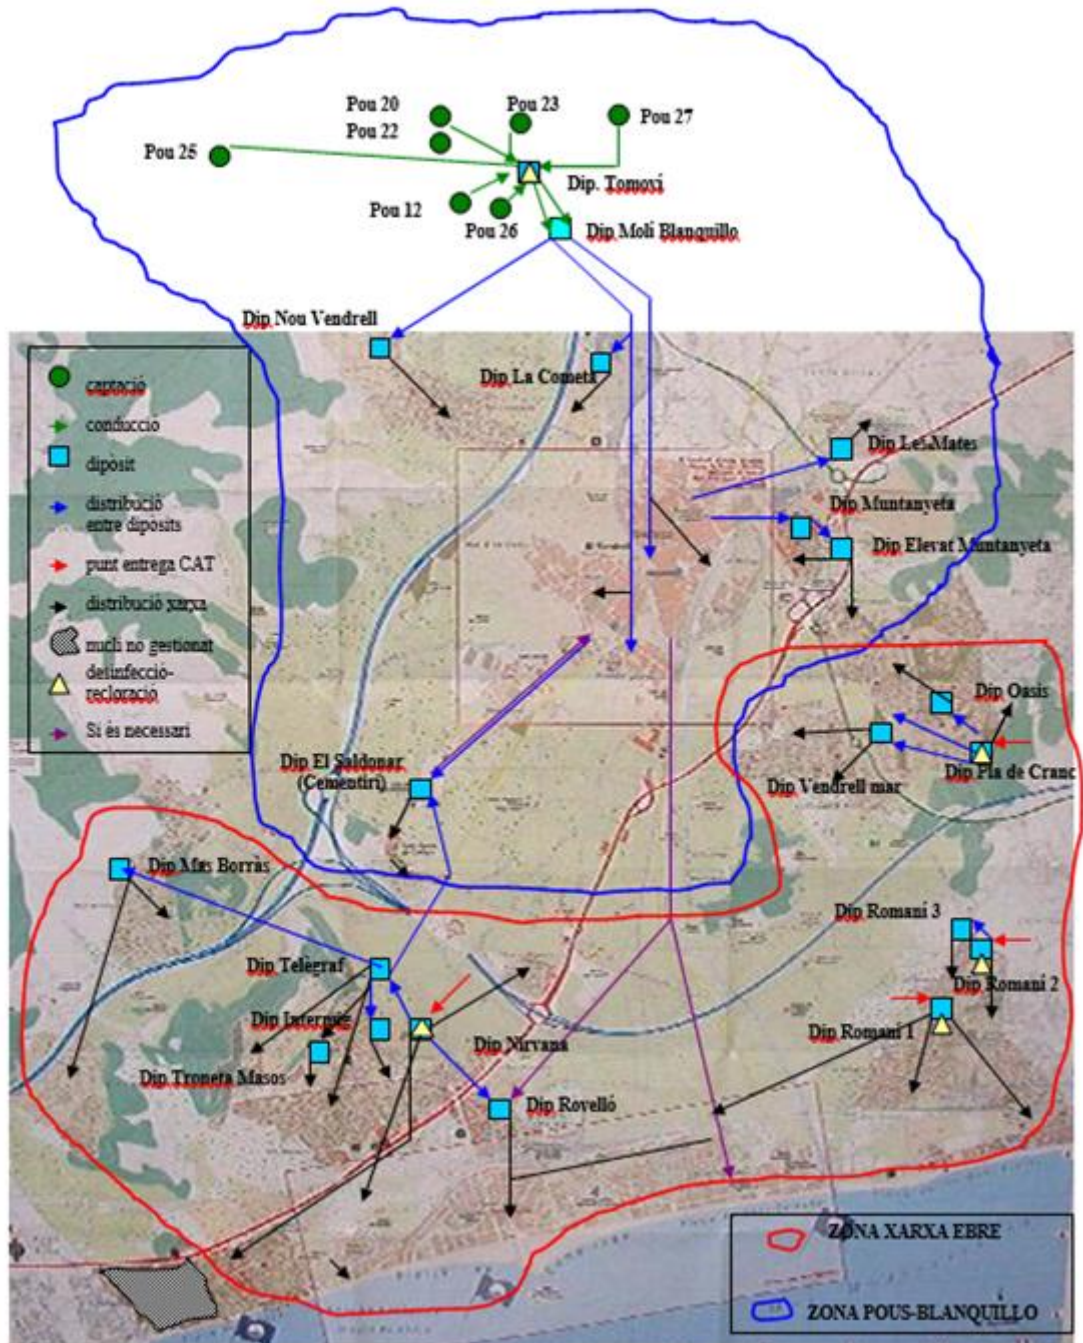 Pou 20
Pou 23
Pou 22
Pou 27
Pou 25
Dip. Tomoví
Pou 12
Pou 26
Dip Molí Blanquillo
Dip Nou Vendrell
Dip La Cometa
captació
conducció
dipòsit
distribució
entre dipòsits
punt entrega CAT
distribució xarxa
nucli no gestionat
desinfecció-
recloració
Si és necessari
Dip Les Mates
Dip Muntanyeta
Dip Elevat Muntanyeta
Dip Oasis
Dip Pla de Cranc
Dip Vendrell mar
Dip El Saldonar
(Cementiri)
Dip Mas Borràs
Dip Romaní 3
Dip Telègraf
Dip Romaní 2
Dip Intermig
Dip Nirvana
Dip Romaní 1
Dip Troneta Masos
Dip Rovelló
ZONA XARXA EBRE
ZONA POUS-BLANQUILLO